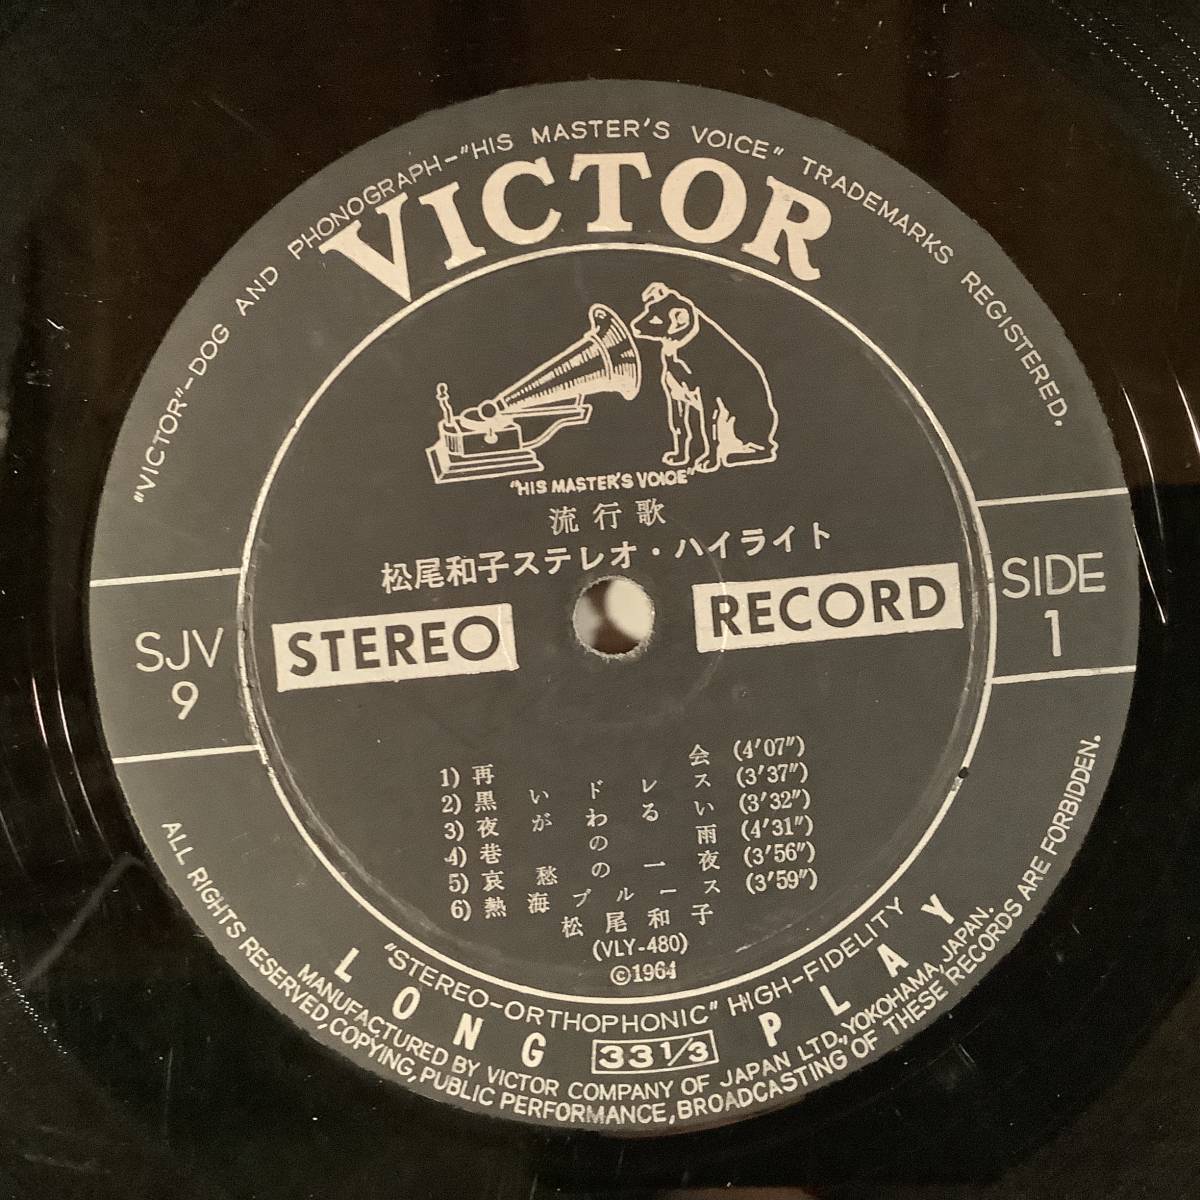 "VICTOR"-DOG AND PHONOGRAPH-"HIS MASTER'S VOICE" TRADEMARKS REGISTERED.
VICTOR
"HIS MASTER'S VOICE"
流行歌
松尾和子ステレオ・ハイライト
STEREO RECORD
SJV
9
SIDE
1
1) 再会 (4'07")
2) 黒いドレス (3'37")
3) 夜がわるい (3'32")
4) 巷の雨 (4'31")
5) 哀愁の一夜 (3'56")
6) 熱海ブルース (3'59")
松尾和子
(VLY-480)
©1964
"STEREO-ORTHOPHONIC" HIGH-FIDELITY
LONG 33 1/3 PLAY
MANUFACTURED BY VICTOR COMPANY OF JAPAN LTD., YOKOHAMA, JAPAN.
ALL RIGHTS RESERVED, COPYING, PUBLIC PERFORMANCE, BROADCASTING OF THESE RECORDS ARE FORBIDDEN.